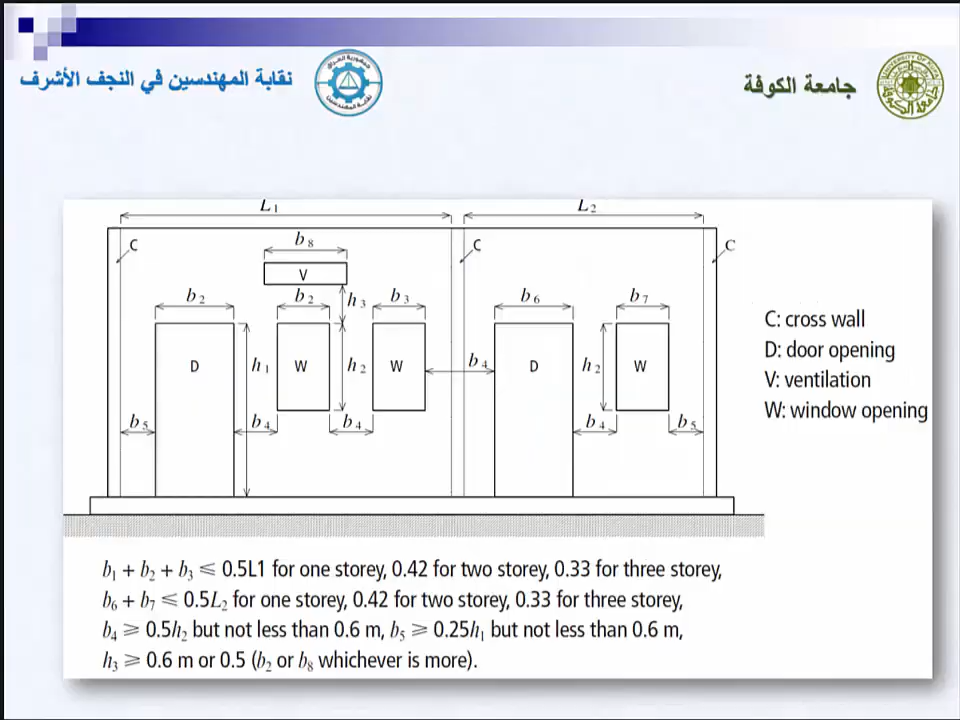 نقابة المهندسين في النجف الأشرف
جامعة الكوفة
L₁ L₂
C b₈ C C
V
b₂ b₂ h₃ b₃ b₆ b₇
D h₁ W h₂ W b₄ D h₂ W
b₅ b₄ b₄ b₄ b₅
C: cross wall
D: door opening
V: ventilation
W: window opening
b₁ + b₂ + b₃ ⩽ 0.5L1 for one storey, 0.42 for two storey, 0.33 for three storey,
b₆ + b₇ ⩽ 0.5L₂ for one storey, 0.42 for two storey, 0.33 for three storey,
b₄ ⩾ 0.5h₂ but not less than 0.6 m, b₅ ⩾ 0.25h₁ but not less than 0.6 m,
h₃ ⩾ 0.6 m or 0.5 (b₂ or b₈ whichever is more).